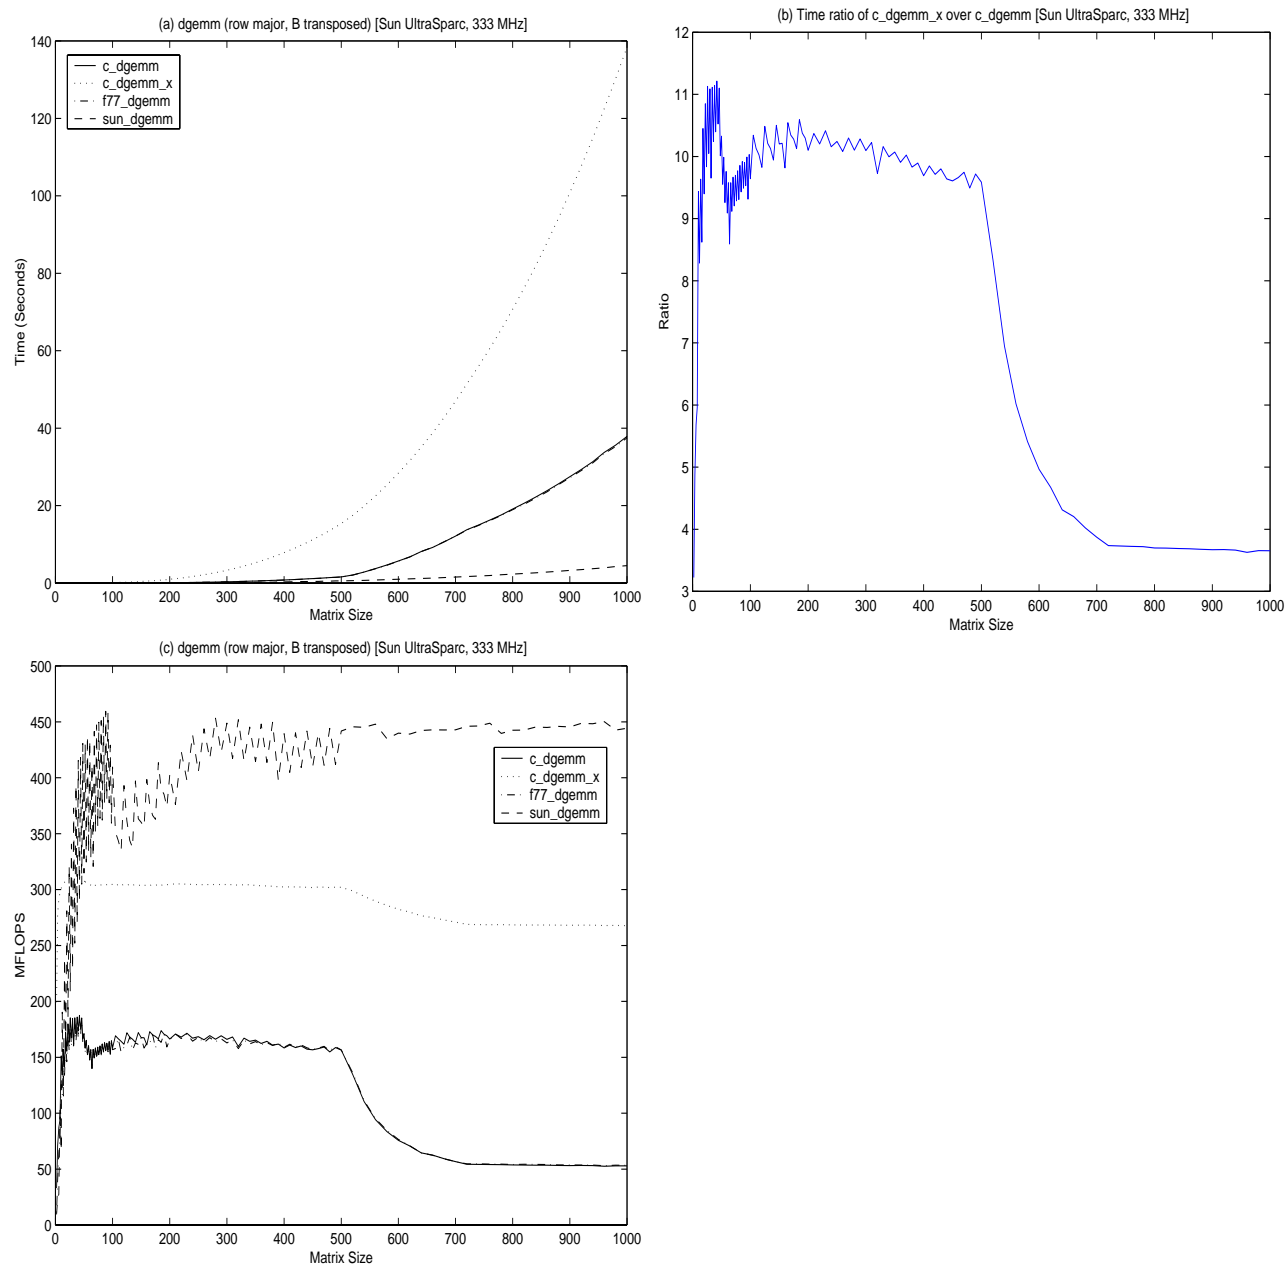 (a) dgemm (row major, B transposed) [Sun UltraSparc, 333 MHz]
140
120
100
80
60
40
20
0
Time (Seconds)
c_dgemm
c_dgemm_x
f77_dgemm
sun_dgemm
0 100 200 300 400 500 600 700 800 900 1000
Matrix Size
(b) Time ratio of c_dgemm_x over c_dgemm [Sun UltraSparc, 333 MHz]
12
11
10
9
8
7
6
5
4
3
Ratio
0 100 200 300 400 500 600 700 800 900 1000
Matrix Size
(c) dgemm (row major, B transposed) [Sun UltraSparc, 333 MHz]
500
450
400
350
300
250
200
150
100
50
0
MFLOPS
c_dgemm
c_dgemm_x
f77_dgemm
sun_dgemm
0 100 200 300 400 500 600 700 800 900 1000
Matrix Size